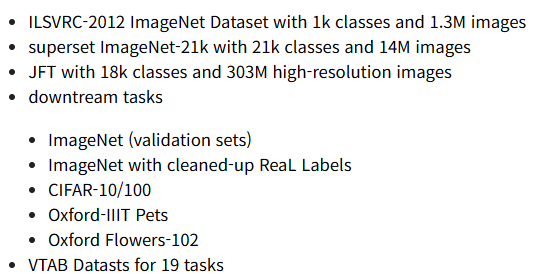 ILSVRC-2012 ImageNet Dataset with 1k classes and 1.3M images
superset ImageNet-21k with 21k classes and 14M images
JFT with 18k classes and 303M high-resolution images
downtream tasks
ImageNet (validation sets)
ImageNet with cleaned-up ReaL Labels
CIFAR-10/100
Oxford-IIIT Pets
Oxford Flowers-102
VTAB Datasts for 19 tasks